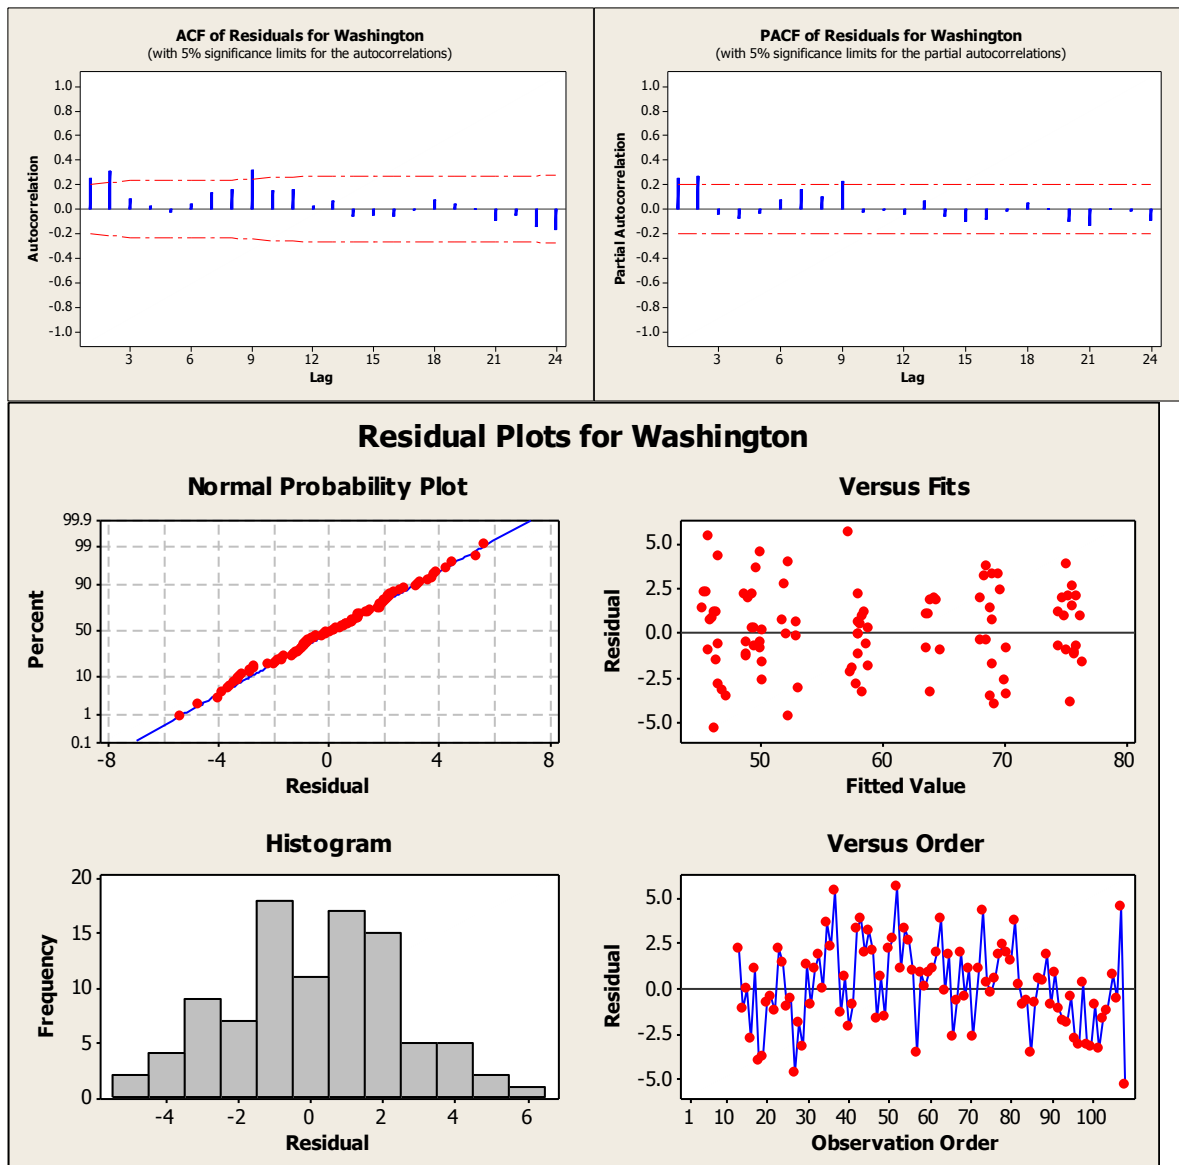 ACF of Residuals for Washington
(with 5% significance limits for the autocorrelations)
Autocorrelation
1.0
0.8
0.6
0.4
0.2
0.0
-0.2
-0.4
-0.6
-0.8
-1.0
3 6 9 12 15 18 21 24
Lag
PACF of Residuals for Washington
(with 5% significance limits for the partial autocorrelations)
Partial Autocorrelation
1.0
0.8
0.6
0.4
0.2
0.0
-0.2
-0.4
-0.6
-0.8
-1.0
3 6 9 12 15 18 21 24
Lag
Residual Plots for Washington
Normal Probability Plot
Percent
99.9
99
90
50
10
1
0.1
-8 -4 0 4 8
Residual
Versus Fits
Residual
5.0
2.5
0.0
-2.5
-5.0
50 60 70 80
Fitted Value
Histogram
Frequency
20
15
10
5
0
-4 -2 0 2 4 6
Residual
Versus Order
Residual
5.0
2.5
0.0
-2.5
-5.0
1 10 20 30 40 50 60 70 80 90 100
Observation Order